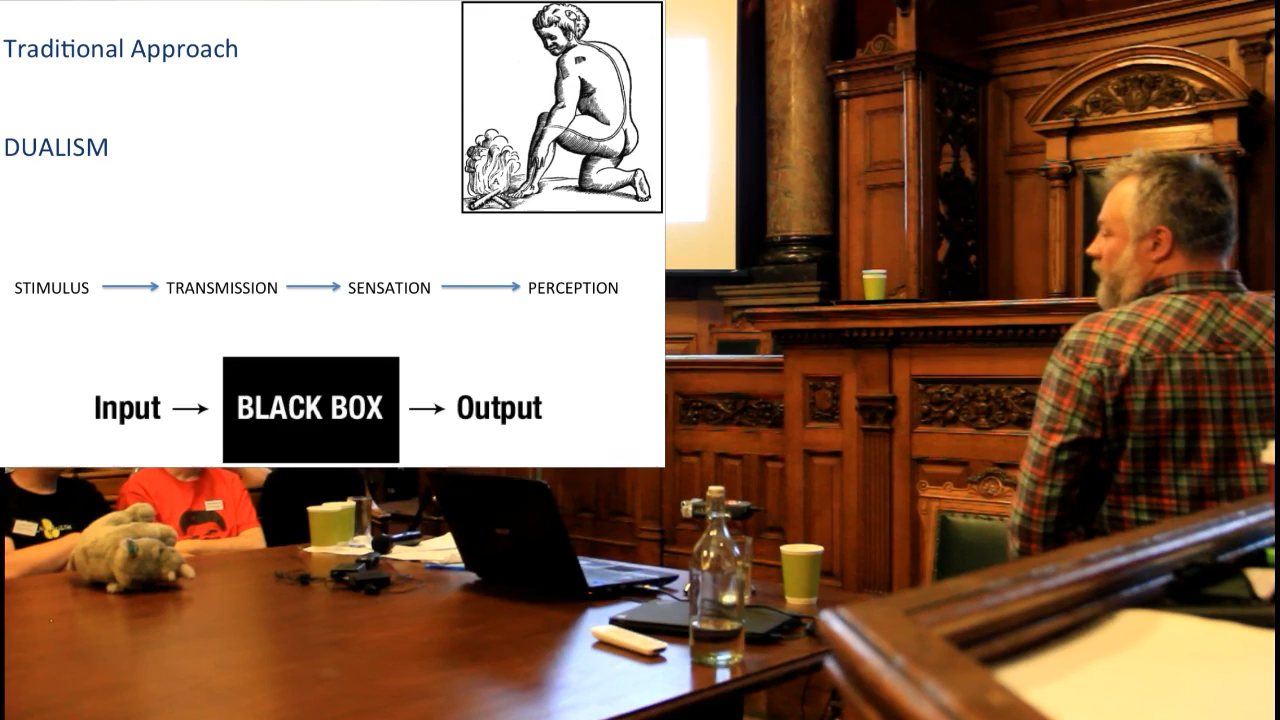 Traditional Approach
DUALISM
STIMULUS → TRANSMISSION → SENSATION → PERCEPTION
Input → BLACK BOX → Output